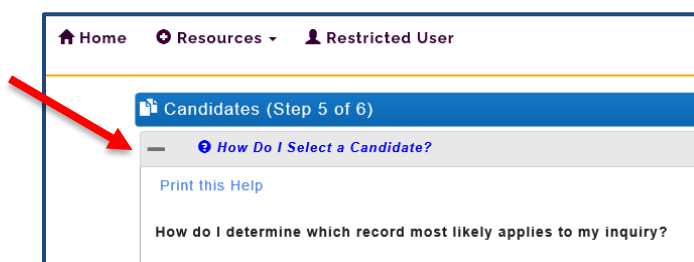 Home Resources Restricted User
Candidates (Step 5 of 6)
How Do I Select a Candidate?
Print this Help
How do I determine which record most likely applies to my inquiry?